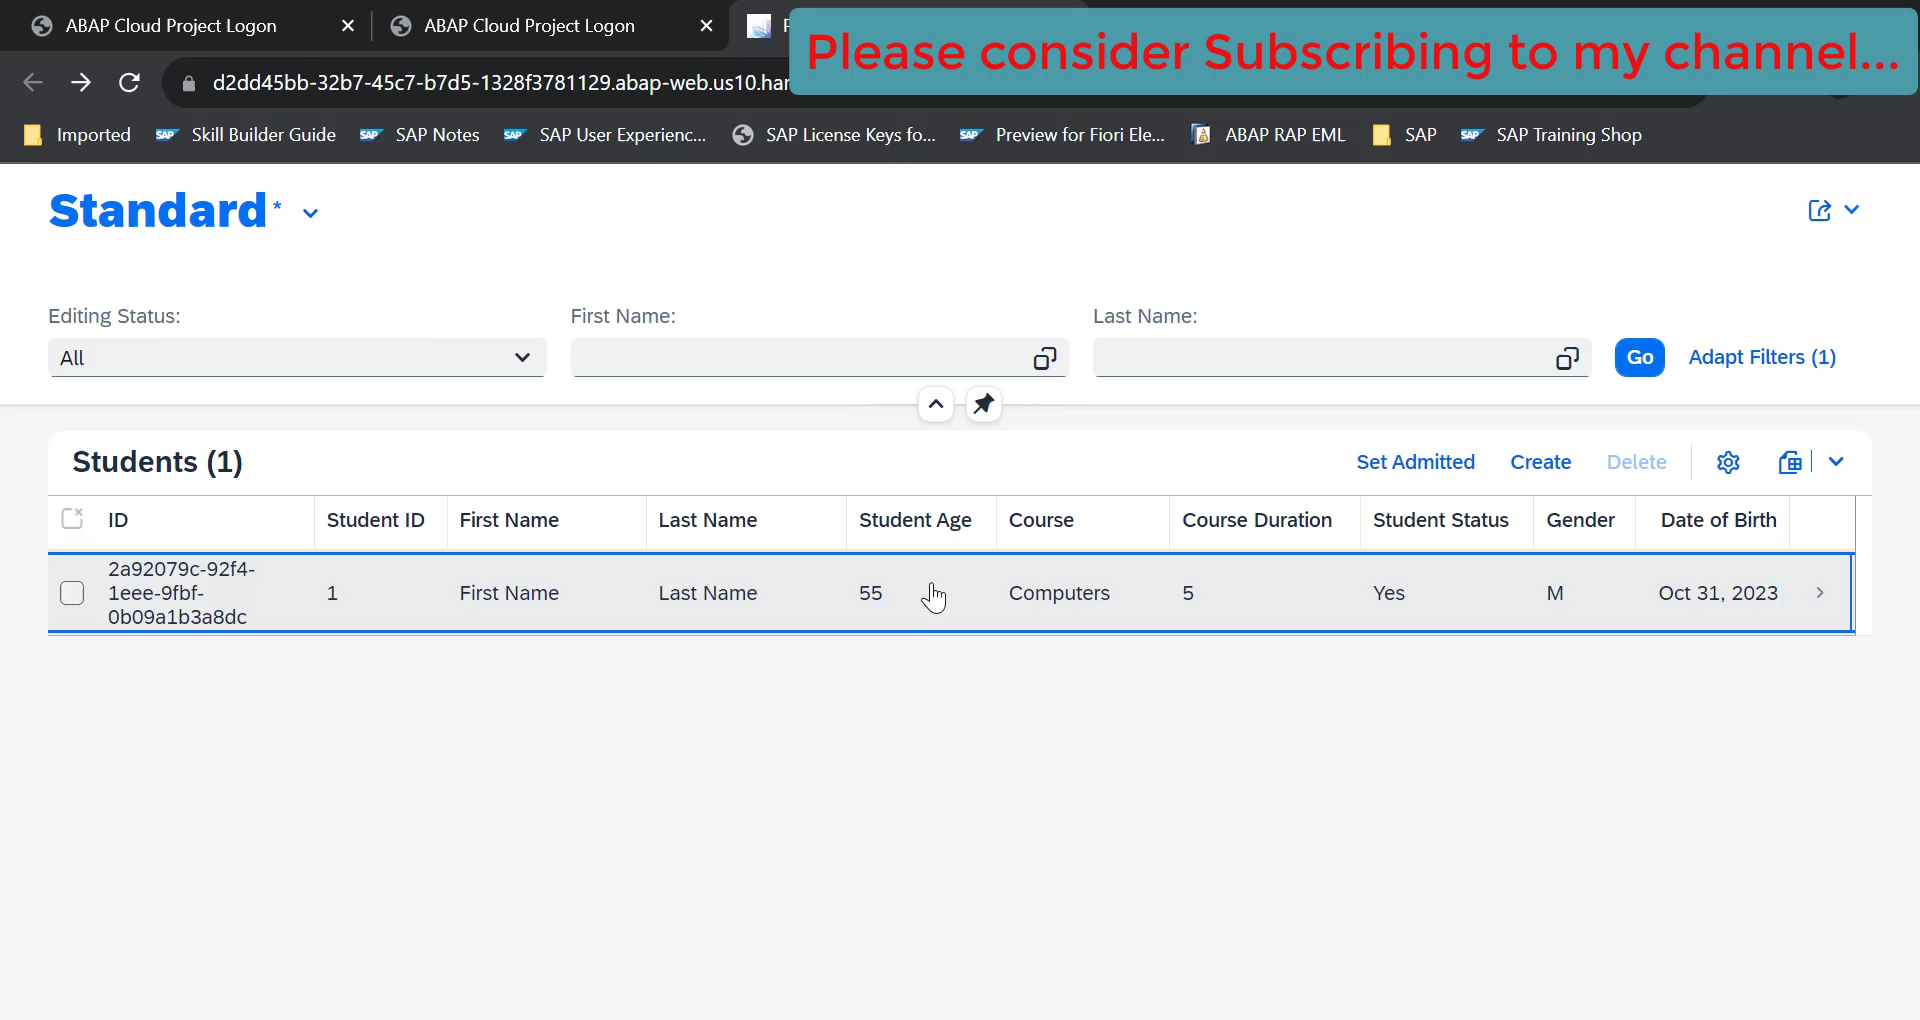 ABAP Cloud Project Logon
ABAP Cloud Project Logon
Please consider Subscribing to my channel...
d2dd45bb-32b7-45c7-b7d5-1328f3781129.abap-web.us10.har
Imported
SAP Skill Builder Guide
SAP SAP Notes
SAP SAP User Experienc...
SAP License Keys fo...
SAP Preview for Fiori Ele...
ABAP RAP EML
SAP
SAP SAP Training Shop
Standard*
Editing Status:
First Name:
Last Name:
All
Go
Adapt Filters (1)
Students (1)
Set Admitted
Create
Delete
ID Student ID First Name Last Name Student Age Course Course Duration Student Status Gender Date of Birth
2a92079c-92f4-
1eee-9fbf-
0b09a1b3a8dc
1 First Name Last Name 55 Computers 5 Yes M Oct 31, 2023